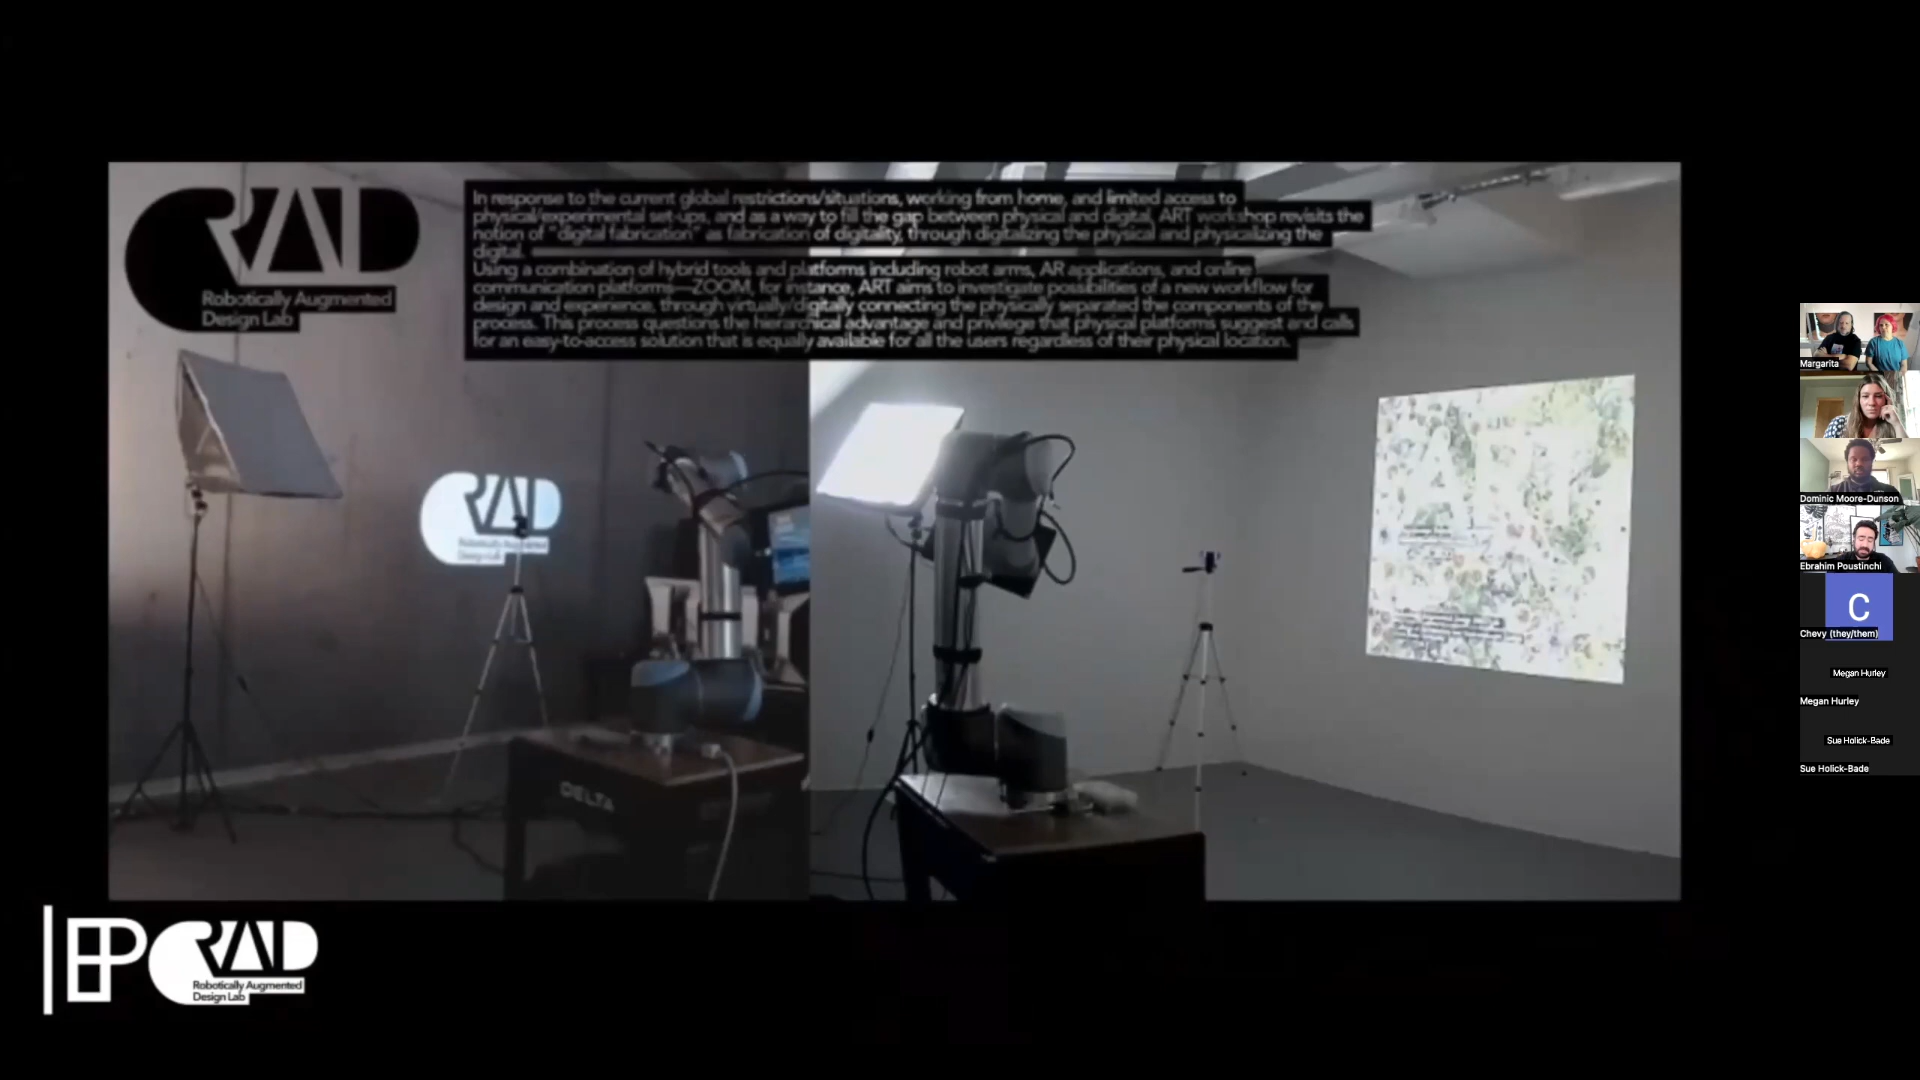 RAD
Robotically Augmented
Design Lab
In response to the current global restrictions/situations, working from home, and limited access to
physical/experimental set-ups, and as a way to fill the gap between physical and digital, ART workshop revisits the
notion of "digital fabrication" as fabrication of digitality, through digitalizing the physical and physicalizing the
digital.
Using a combination of hybrid tools and platforms including robot arms, AR applications, and online
communication platforms—ZOOM, for instance, ART aims to investigate possibilities of a new workflow for
design and experience, through virtually/digitally connecting the physically separated the components of the
process. This process questions the hierarchical advantage and privilege that physical platforms suggest and calls
for an easy-to-access solution that is equally available for all the users regardless of their physical location.
RAD
Robotically Augmented
Design Lab
DELTA
EP
RAD
Robotically Augmented
Design Lab
Margarita
Dominic Moore-Dunson
Ebrahim Poustinchi
C
Chevy (they/them)
Megan Hurley
Megan Hurley
Sue Holick-Bade
Sue Holick-Bade